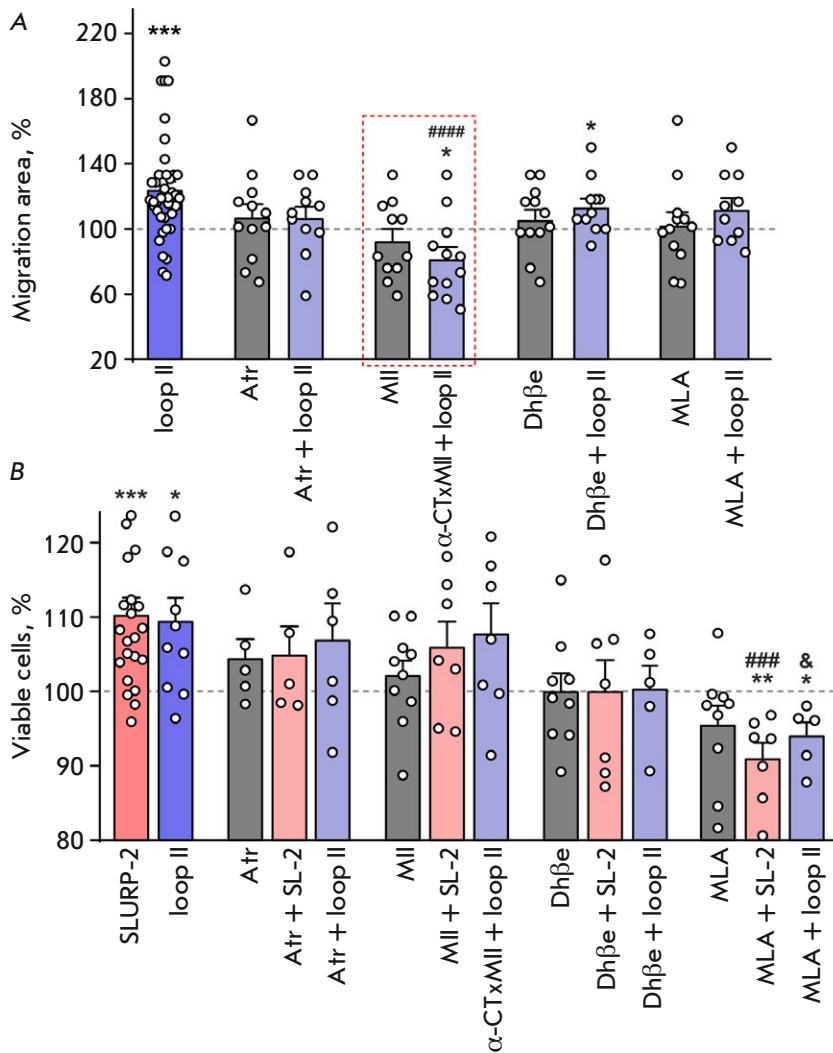 A
Migration area, %
220
180
140
100
60
20
***
####
*
*
loop II
Atr
Atr + loop II
MII
α-CTxMII + loop II
Dhβe
Dhβe + loop II
MLA
MLA + loop II
B
Viable cells, %
120
110
100
90
80
***
*
###
**
&
*
SLURP-2
loop II
Atr
Atr + SL-2
Atr + loop II
MII
MII + SL-2
α-CTxMII + loop II
Dhβe
Dhβe + SL-2
Dhβe + loop II
MLA
MLA + SL-2
MLA + loop II